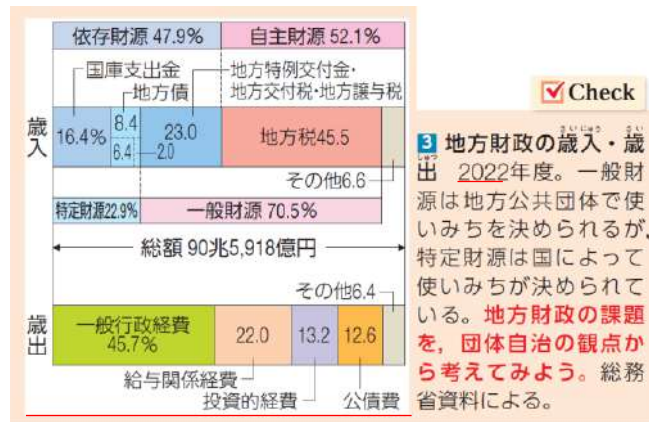 依存財源 47.9%
自主財源 52.1%
国庫支出金
地方債
地方特例交付金・
地方交付税・地方譲与税
歳入
16.4%
8.4
6.4
2.0
23.0
地方税45.5
その他6.6
特定財源22.9%
一般財源 70.5%
総額 90兆5,918億円
その他6.4
歳出
一般行政経費
45.7%
22.0
13.2
12.6
給与関係経費
投資的経費
公債費
Check
3 地方財政の歳入・歳
さいにゅう さい
出 2022年度。一般財
しゅつ
源は地方公共団体で使
いみちを決められるが,
特定財源は国によって
使いみちが決められて
いる。地方財政の課題
を,団体自治の観点か
ら考えてみよう。総務
省資料による。